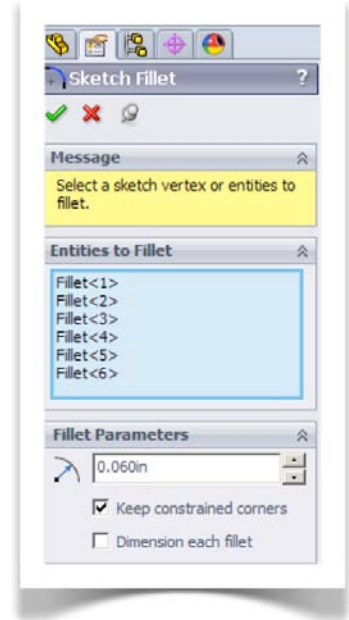 Sketch Fillet ?
Message
Select a sketch vertex or entities to
fillet.
Entities to Fillet
Fillet<1>
Fillet<2>
Fillet<3>
Fillet<4>
Fillet<5>
Fillet<6>
Fillet Parameters
0.060in
Keep constrained corners
Dimension each fillet